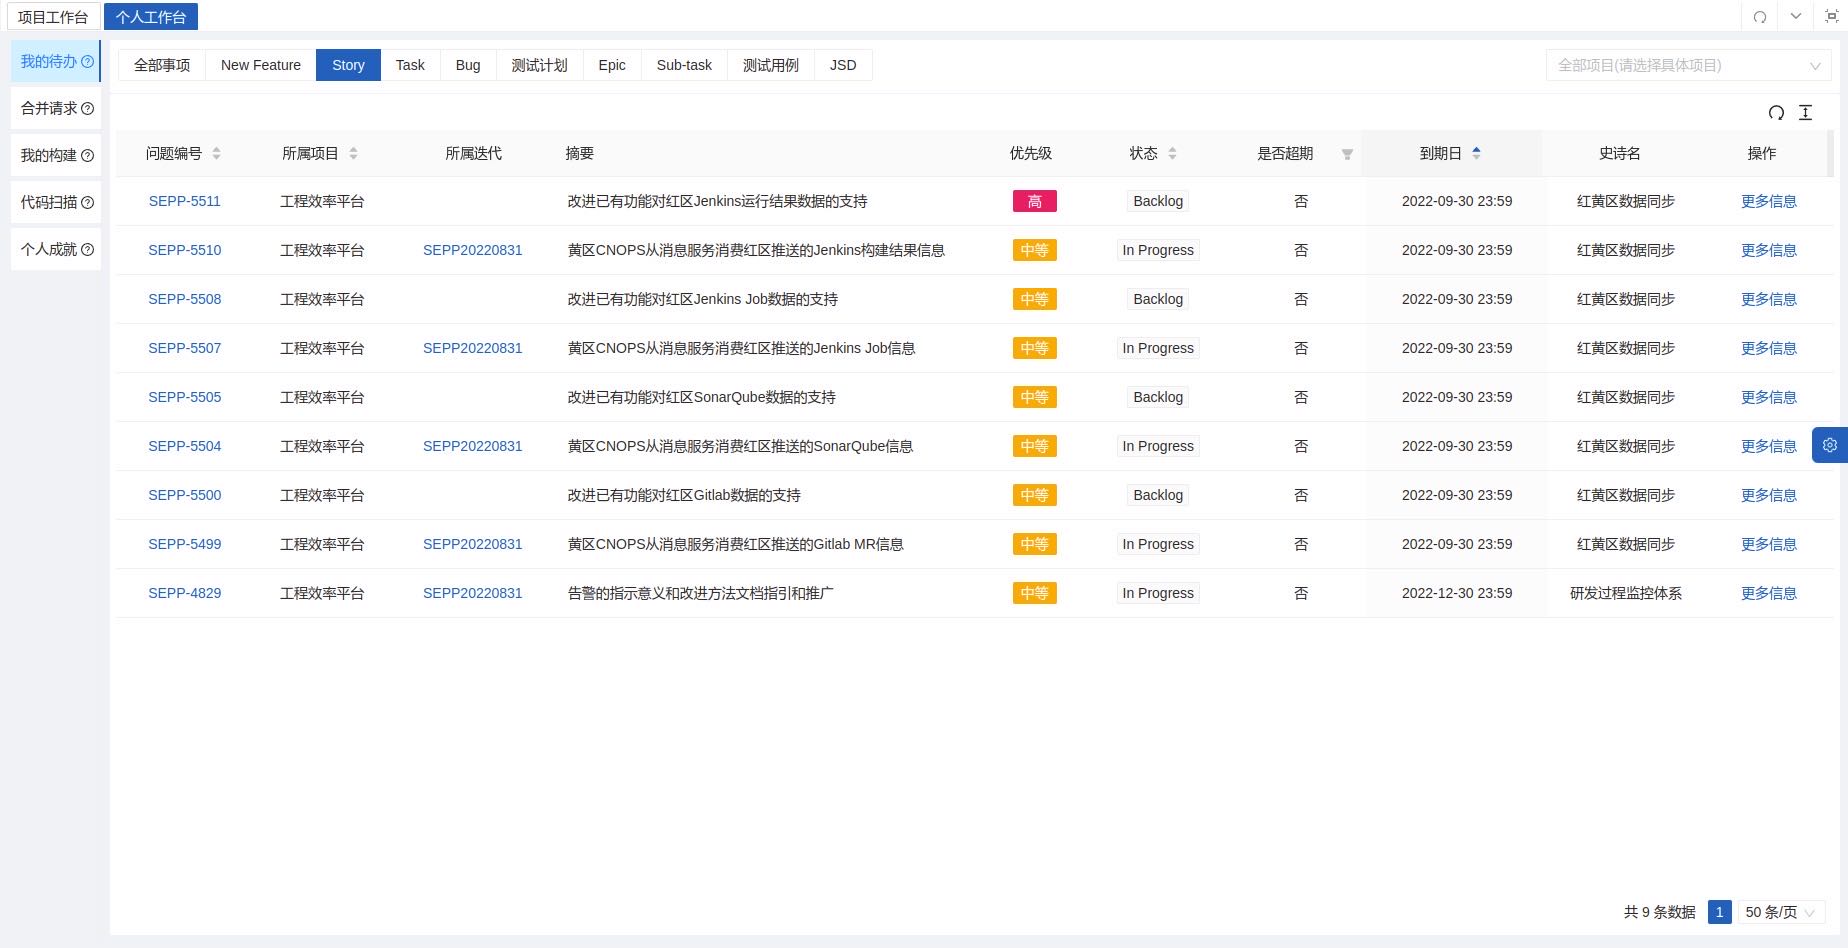 项目工作台 个人工作台
我的待办
合并请求
我的构建
代码扫描
个人成就
全部事项 New Feature Story Task Bug 测试计划 Epic Sub-task 测试用例 JSD 全部项目(请选择具体项目)
问题编号 所属项目 所属迭代 摘要 优先级 状态 是否超期 到期日 史诗名 操作
SEPP-5511 工程效率平台 改进已有功能对红区Jenkins运行结果数据的支持 高 Backlog 否 2022-09-30 23:59 红黄区数据同步 更多信息
SEPP-5510 工程效率平台 SEPP20220831 黄区CNOPS从消息服务消费红区推送的Jenkins构建结果信息 中等 In Progress 否 2022-09-30 23:59 红黄区数据同步 更多信息
SEPP-5508 工程效率平台 改进已有功能对红区Jenkins Job数据的支持 中等 Backlog 否 2022-09-30 23:59 红黄区数据同步 更多信息
SEPP-5507 工程效率平台 SEPP20220831 黄区CNOPS从消息服务消费红区推送的Jenkins Job信息 中等 In Progress 否 2022-09-30 23:59 红黄区数据同步 更多信息
SEPP-5505 工程效率平台 改进已有功能对红区SonarQube数据的支持 中等 Backlog 否 2022-09-30 23:59 红黄区数据同步 更多信息
SEPP-5504 工程效率平台 SEPP20220831 黄区CNOPS从消息服务消费红区推送的SonarQube信息 中等 In Progress 否 2022-09-30 23:59 红黄区数据同步 更多信息
SEPP-5500 工程效率平台 改进已有功能对红区Gitlab数据的支持 中等 Backlog 否 2022-09-30 23:59 红黄区数据同步 更多信息
SEPP-5499 工程效率平台 SEPP20220831 黄区CNOPS从消息服务消费红区推送的Gitlab MR信息 中等 In Progress 否 2022-09-30 23:59 红黄区数据同步 更多信息
SEPP-4829 工程效率平台 SEPP20220831 告警的指示意义和改进方法文档指引和推广 中等 In Progress 否 2022-12-30 23:59 研发过程监控体系 更多信息
共 9 条数据 1 50 条/页